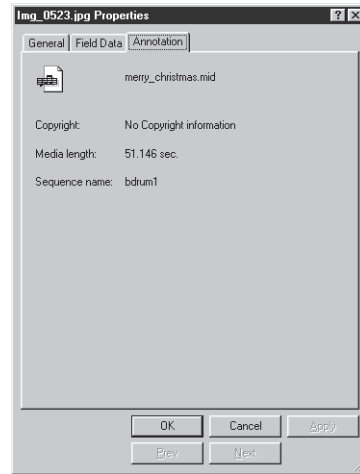 Img_0523.jpg Properties
General Field Data Annotation
merry_christmas.mid
Copyright: No Copyright information
Media length: 51.146 sec.
Sequence name: bdrum1
OK Cancel Apply
Prev Next